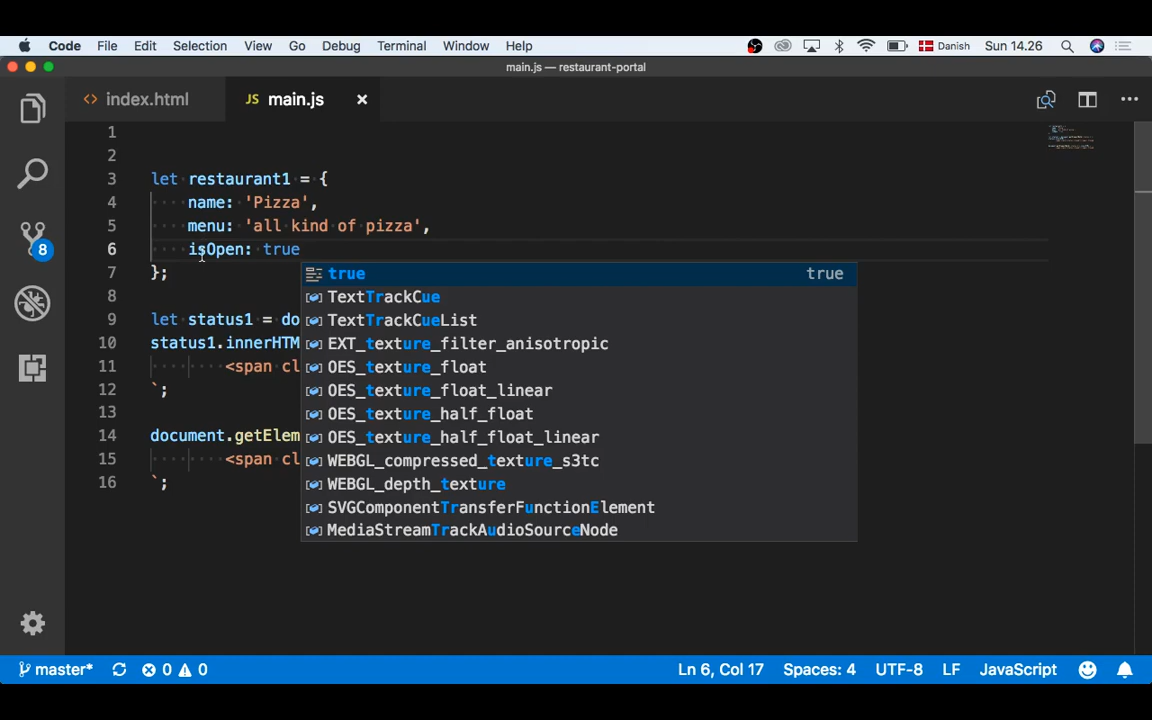 Code File Edit Selection View Go Debug Terminal Window Help Danish Sun 14.26
main.js — restaurant-portal
<> index.html JS main.js ×
1
2
3 let restaurant1 = {
4 ····name: 'Pizza',
5 ····menu: 'all kind of pizza',
6 ····isOpen: true
7 };
true true
8
TextTrackCue
9 let status1 = do
TextTrackCueList
10 status1.innerHTM
EXT_texture_filter_anisotropic
11 ········<span cl
OES_texture_float
12 `;
OES_texture_float_linear
13
OES_texture_half_float
14 document.getElem
OES_texture_half_float_linear
15 ········<span cl
WEBGL_compressed_texture_s3tc
16 `;
WEBGL_depth_texture
SVGComponentTransferFunctionElement
MediaStreamTrackAudioSourceNode
8
master* 0 0 Ln 6, Col 17 Spaces: 4 UTF-8 LF JavaScript